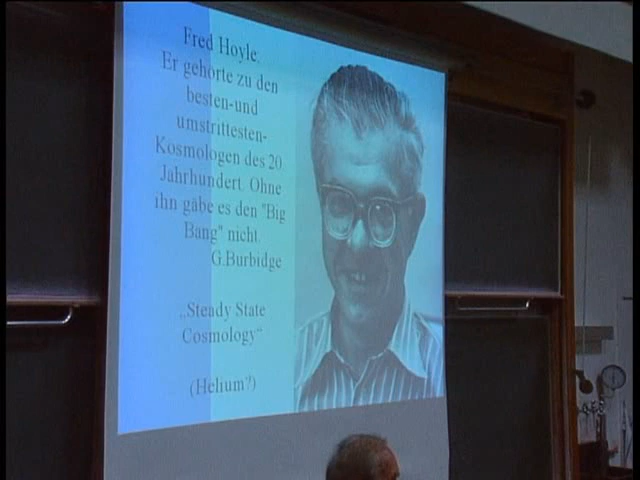 Fred Hoyle.
Er gehörte zu den
besten-und
umstrittesten-
Kosmologen des 20
Jahrhundert. Ohne
ihn gäbe es den "Big
Bang" nicht.
G.Burbidge
„Steady State
Cosmology“
(Helium?)